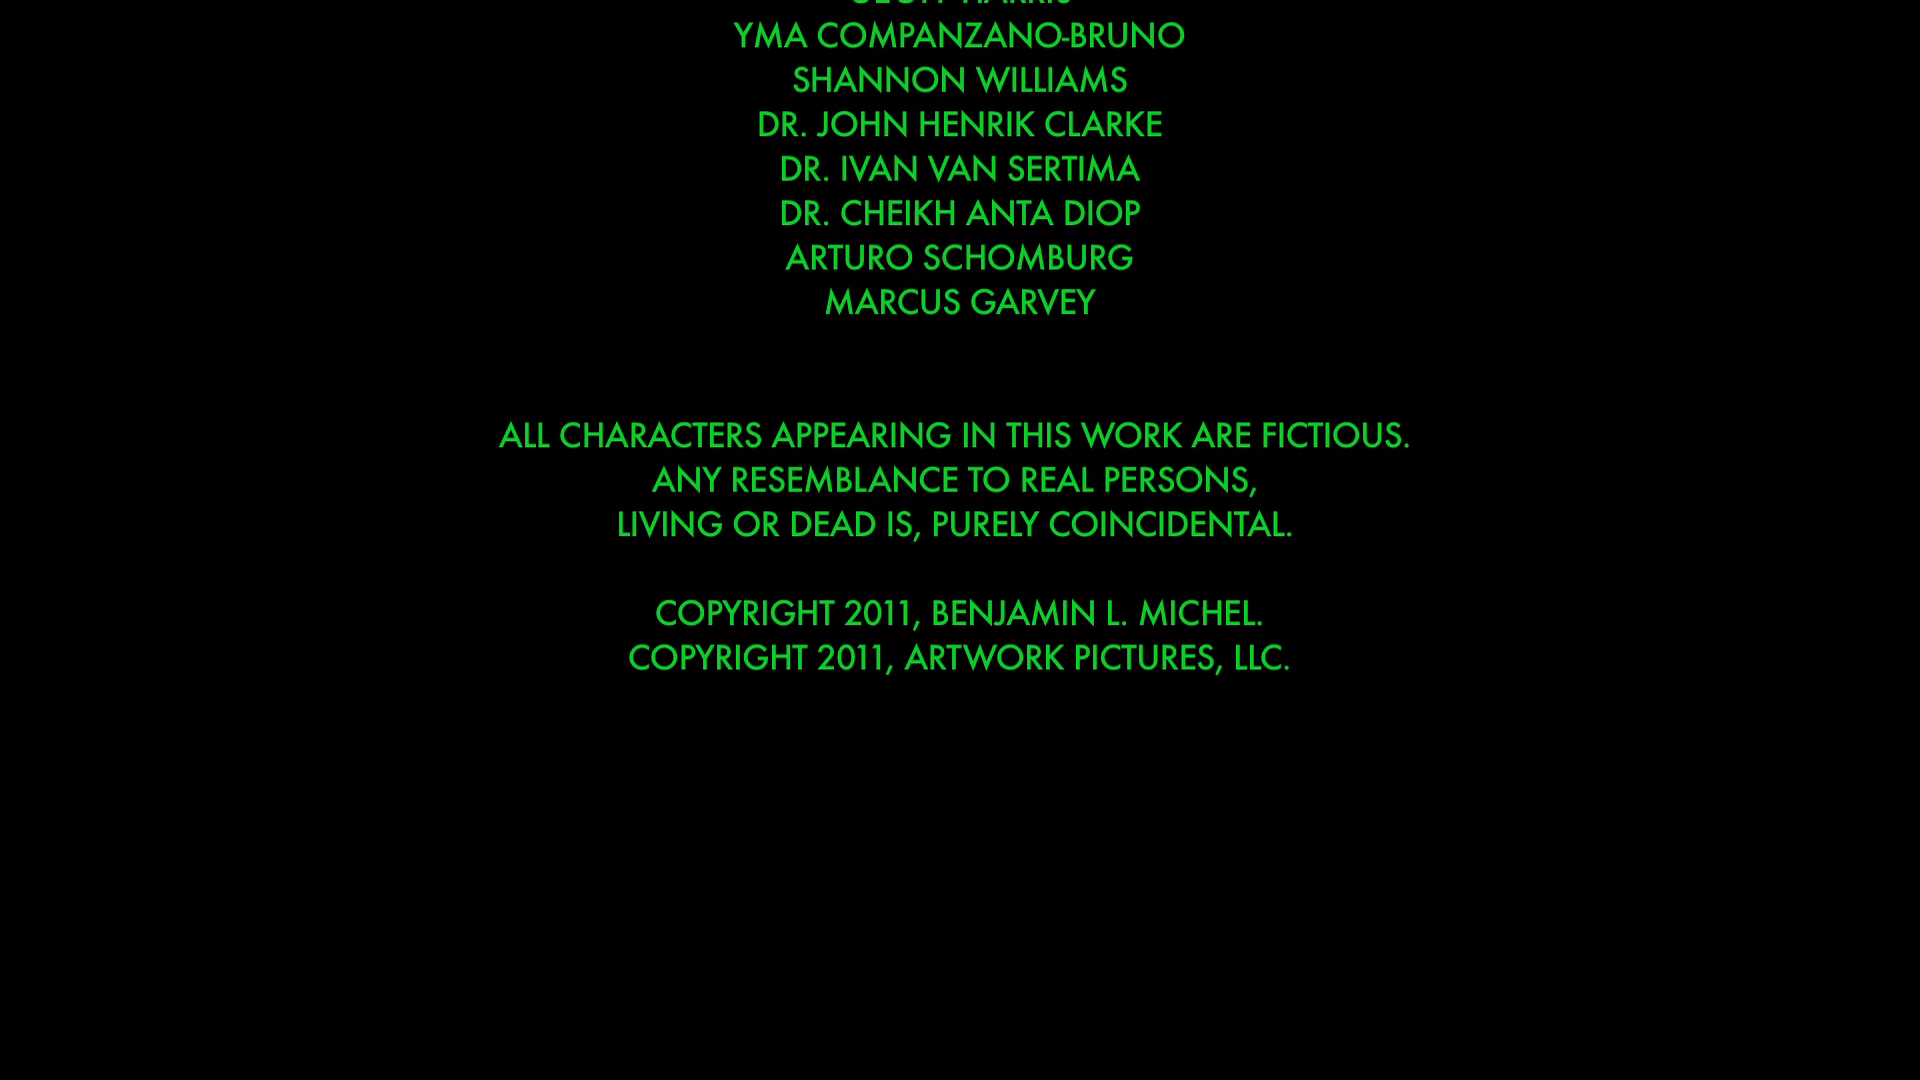 YMA COMPANZANO-BRUNO
SHANNON WILLIAMS
DR. JOHN HENRIK CLARKE
DR. IVAN VAN SERTIMA
DR. CHEIKH ANTA DIOP
ARTURO SCHOMBURG
MARCUS GARVEY
ALL CHARACTERS APPEARING IN THIS WORK ARE FICTIOUS.
ANY RESEMBLANCE TO REAL PERSONS,
LIVING OR DEAD IS, PURELY COINCIDENTAL.
COPYRIGHT 2011, BENJAMIN L. MICHEL.
COPYRIGHT 2011, ARTWORK PICTURES, LLC.